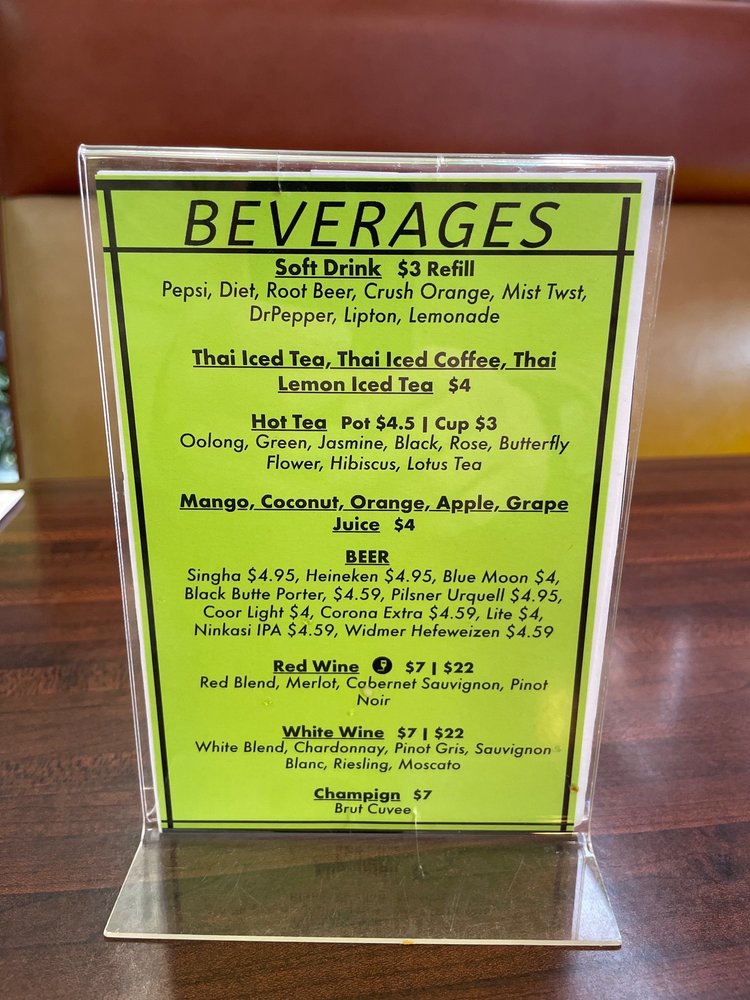 BEVERAGES
Soft Drink $3 Refill
Pepsi, Diet, Root Beer, Crush Orange, Mist Twst,
DrPepper, Lipton, Lemonade
Thai Iced Tea, Thai Iced Coffee, Thai
Lemon Iced Tea $4
Hot Tea Pot $4.5 | Cup $3
Oolong, Green, Jasmine, Black, Rose, Butterfly
Flower, Hibiscus, Lotus Tea
Mango, Coconut, Orange, Apple, Grape
Juice $4
BEER
Singha $4.95, Heineken $4.95, Blue Moon $4,
Black Butte Porter, $4.59, Pilsner Urquell $4.95,
Coor Light $4, Corona Extra $4.59, Lite $4,
Ninkasi IPA $4.59, Widmer Hefeweizen $4.59
Red Wine $7 | $22
Red Blend, Merlot, Cabernet Sauvignon, Pinot
Noir
White Wine $7 | $22
White Blend, Chardonnay, Pinot Gris, Sauvignon
Blanc, Riesling, Moscato
Champign $7
Brut Cuvee